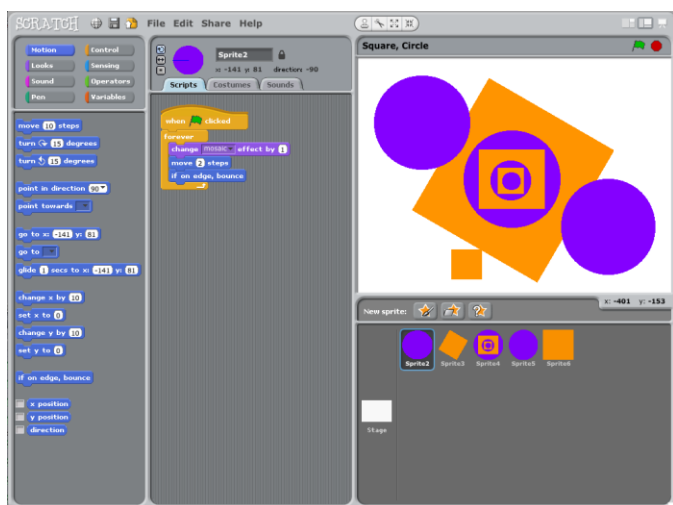 SCRATCH File Edit Share Help
Motion Control
Looks Sensing
Sound Operators
Pen Variables
move 10 steps
turn 15 degrees
turn 15 degrees
point in direction 90
point towards
go to x: -141 y: 81
go to
glide 1 secs to x: -141 y: 81
change x by 10
set x to 0
change y by 10
set y to 0
if on edge, bounce
x position
y position
direction
Sprite2
x: -141 y: 81 direction: -90
Scripts Costumes Sounds
when clicked
forever
change mosaic effect by 1
move 2 steps
if on edge, bounce
Square, Circle
x: -401 y: -153
New sprite:
Sprite2 Sprite3 Sprite4 Sprite5 Sprite6
Stage